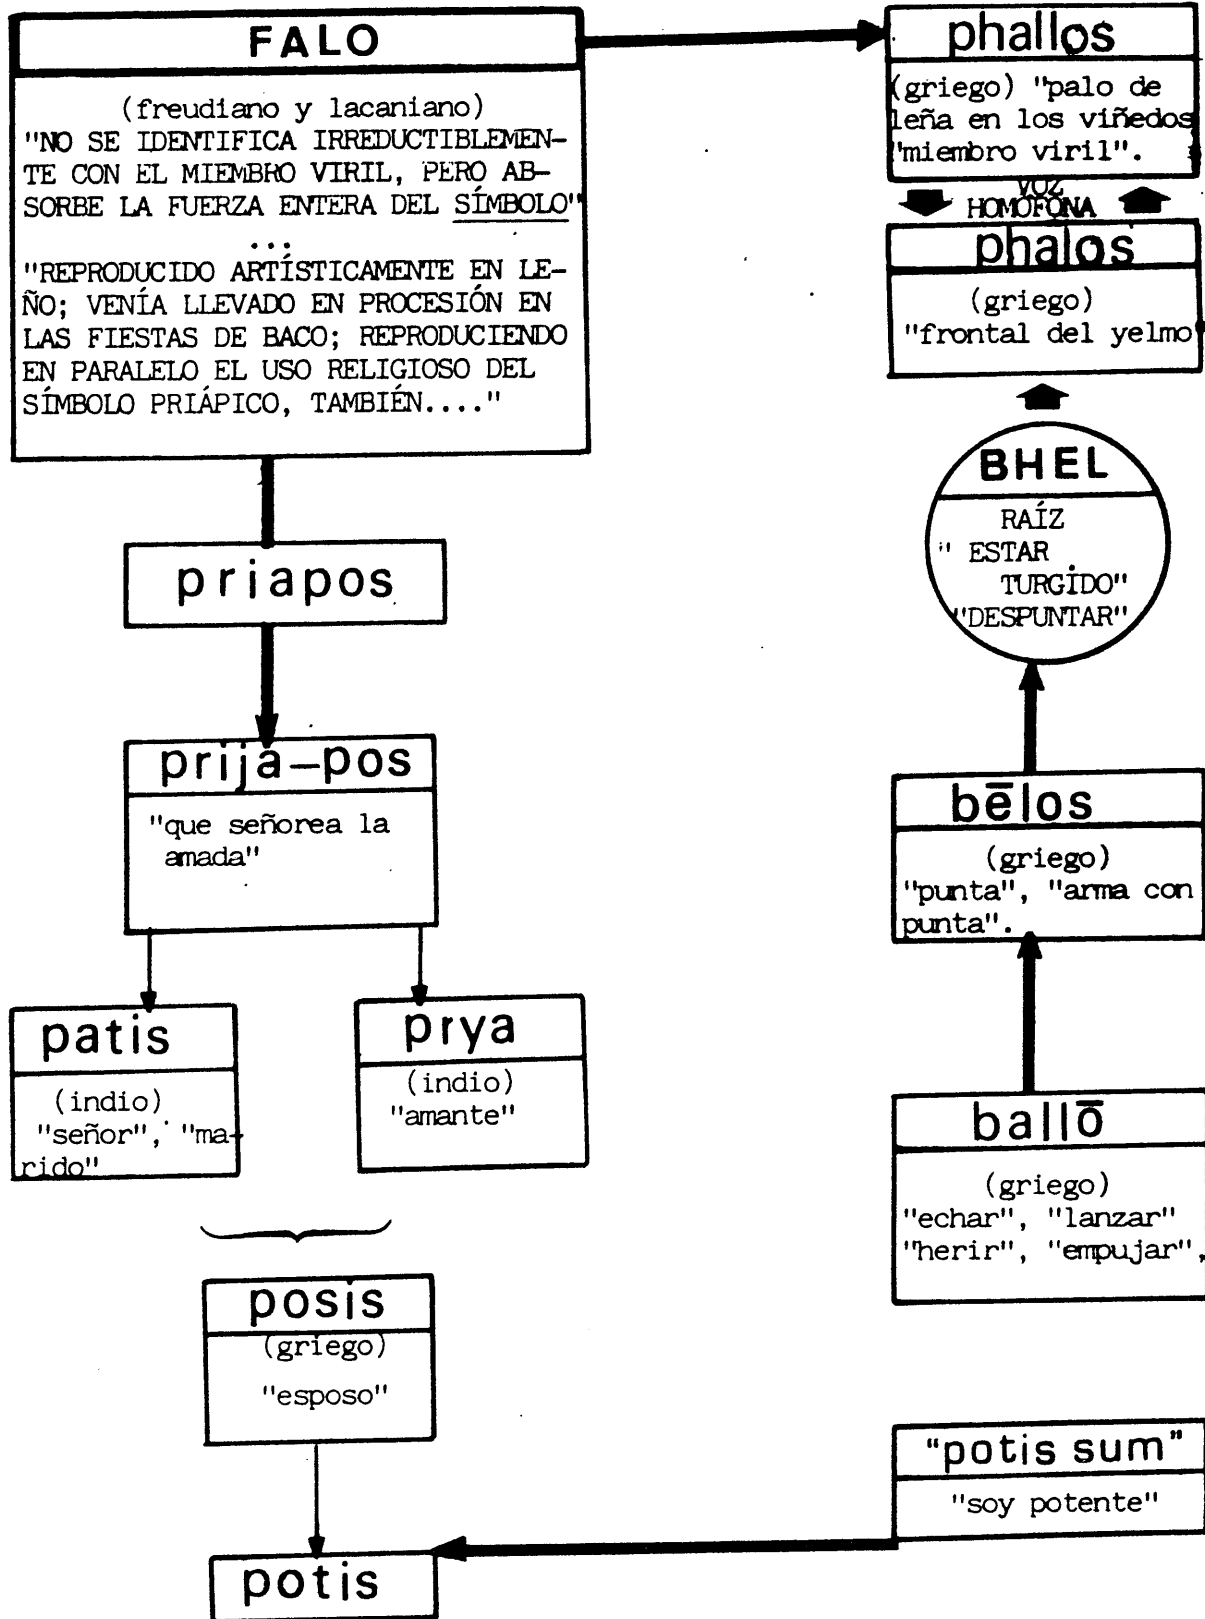 FALO
(freudiano y lacaniano)
"NO SE IDENTIFICA IRREDUCTIBLEMEN-
TE CON EL MIEMBRO VIRIL, PERO AB-
SORBE LA FUERZA ENTERA DEL SÍMBOLO"
...
"REPRODUCIDO ARTÍSTICAMENTE EN LE-
ÑO; VENÍA LLEVADO EN PROCESIÓN EN
LAS FIESTAS DE BACO; REPRODUCIENDO
EN PARALELO EL USO RELIGIOSO DEL
SÍMBOLO PRIÁPICO, TAMBIÉN...."
phallos
(griego) "palo de
leña en los viñedos
"miembro viril".
VOZ
HOMÓFONA
phalos
(griego)
"frontal del yelmo
BHEL
RAÍZ
" ESTAR
TURGÍDO"
"DESPUNTAR"
priapos
prija-pos
"que señorea la
amada"
bēlos
(griego)
"punta", "arma con
punta".
patis
(indio)
"señor", "ma-
rido"
prya
(indio)
"amante"
ballō
(griego)
"echar", "lanzar"
"herir", "empujar",
posis
(griego)
"esposo"
"potis sum"
"soy potente"
potis